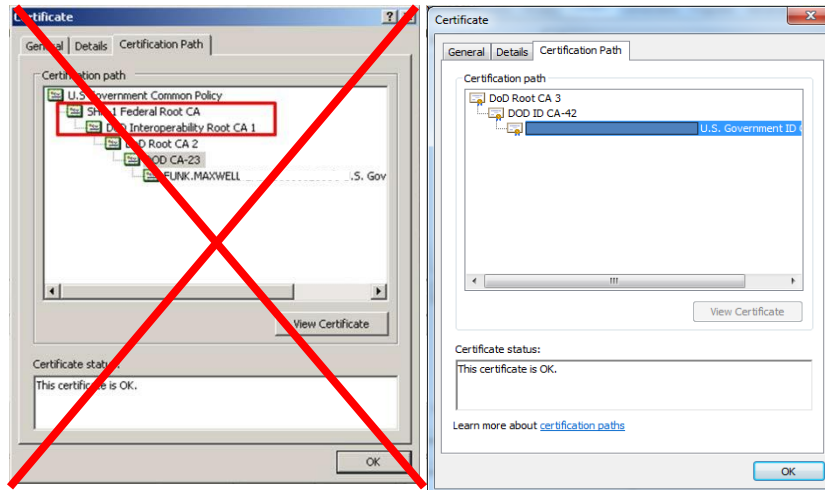 Certificate
General Details Certification Path
Certification path
U.S. Government Common Policy
SHA-1 Federal Root CA
DoD Interoperability Root CA 1
DoD Root CA 2
DOD CA-23
FUNK.MAXWELL .S. Gov
View Certificate
Certificate status:
This certificate is OK.
OK
Certificate
General Details Certification Path
Certification path
DoD Root CA 3
DOD ID CA-42
U.S. Government ID
View Certificate
Certificate status:
This certificate is OK.
Learn more about certification paths
OK